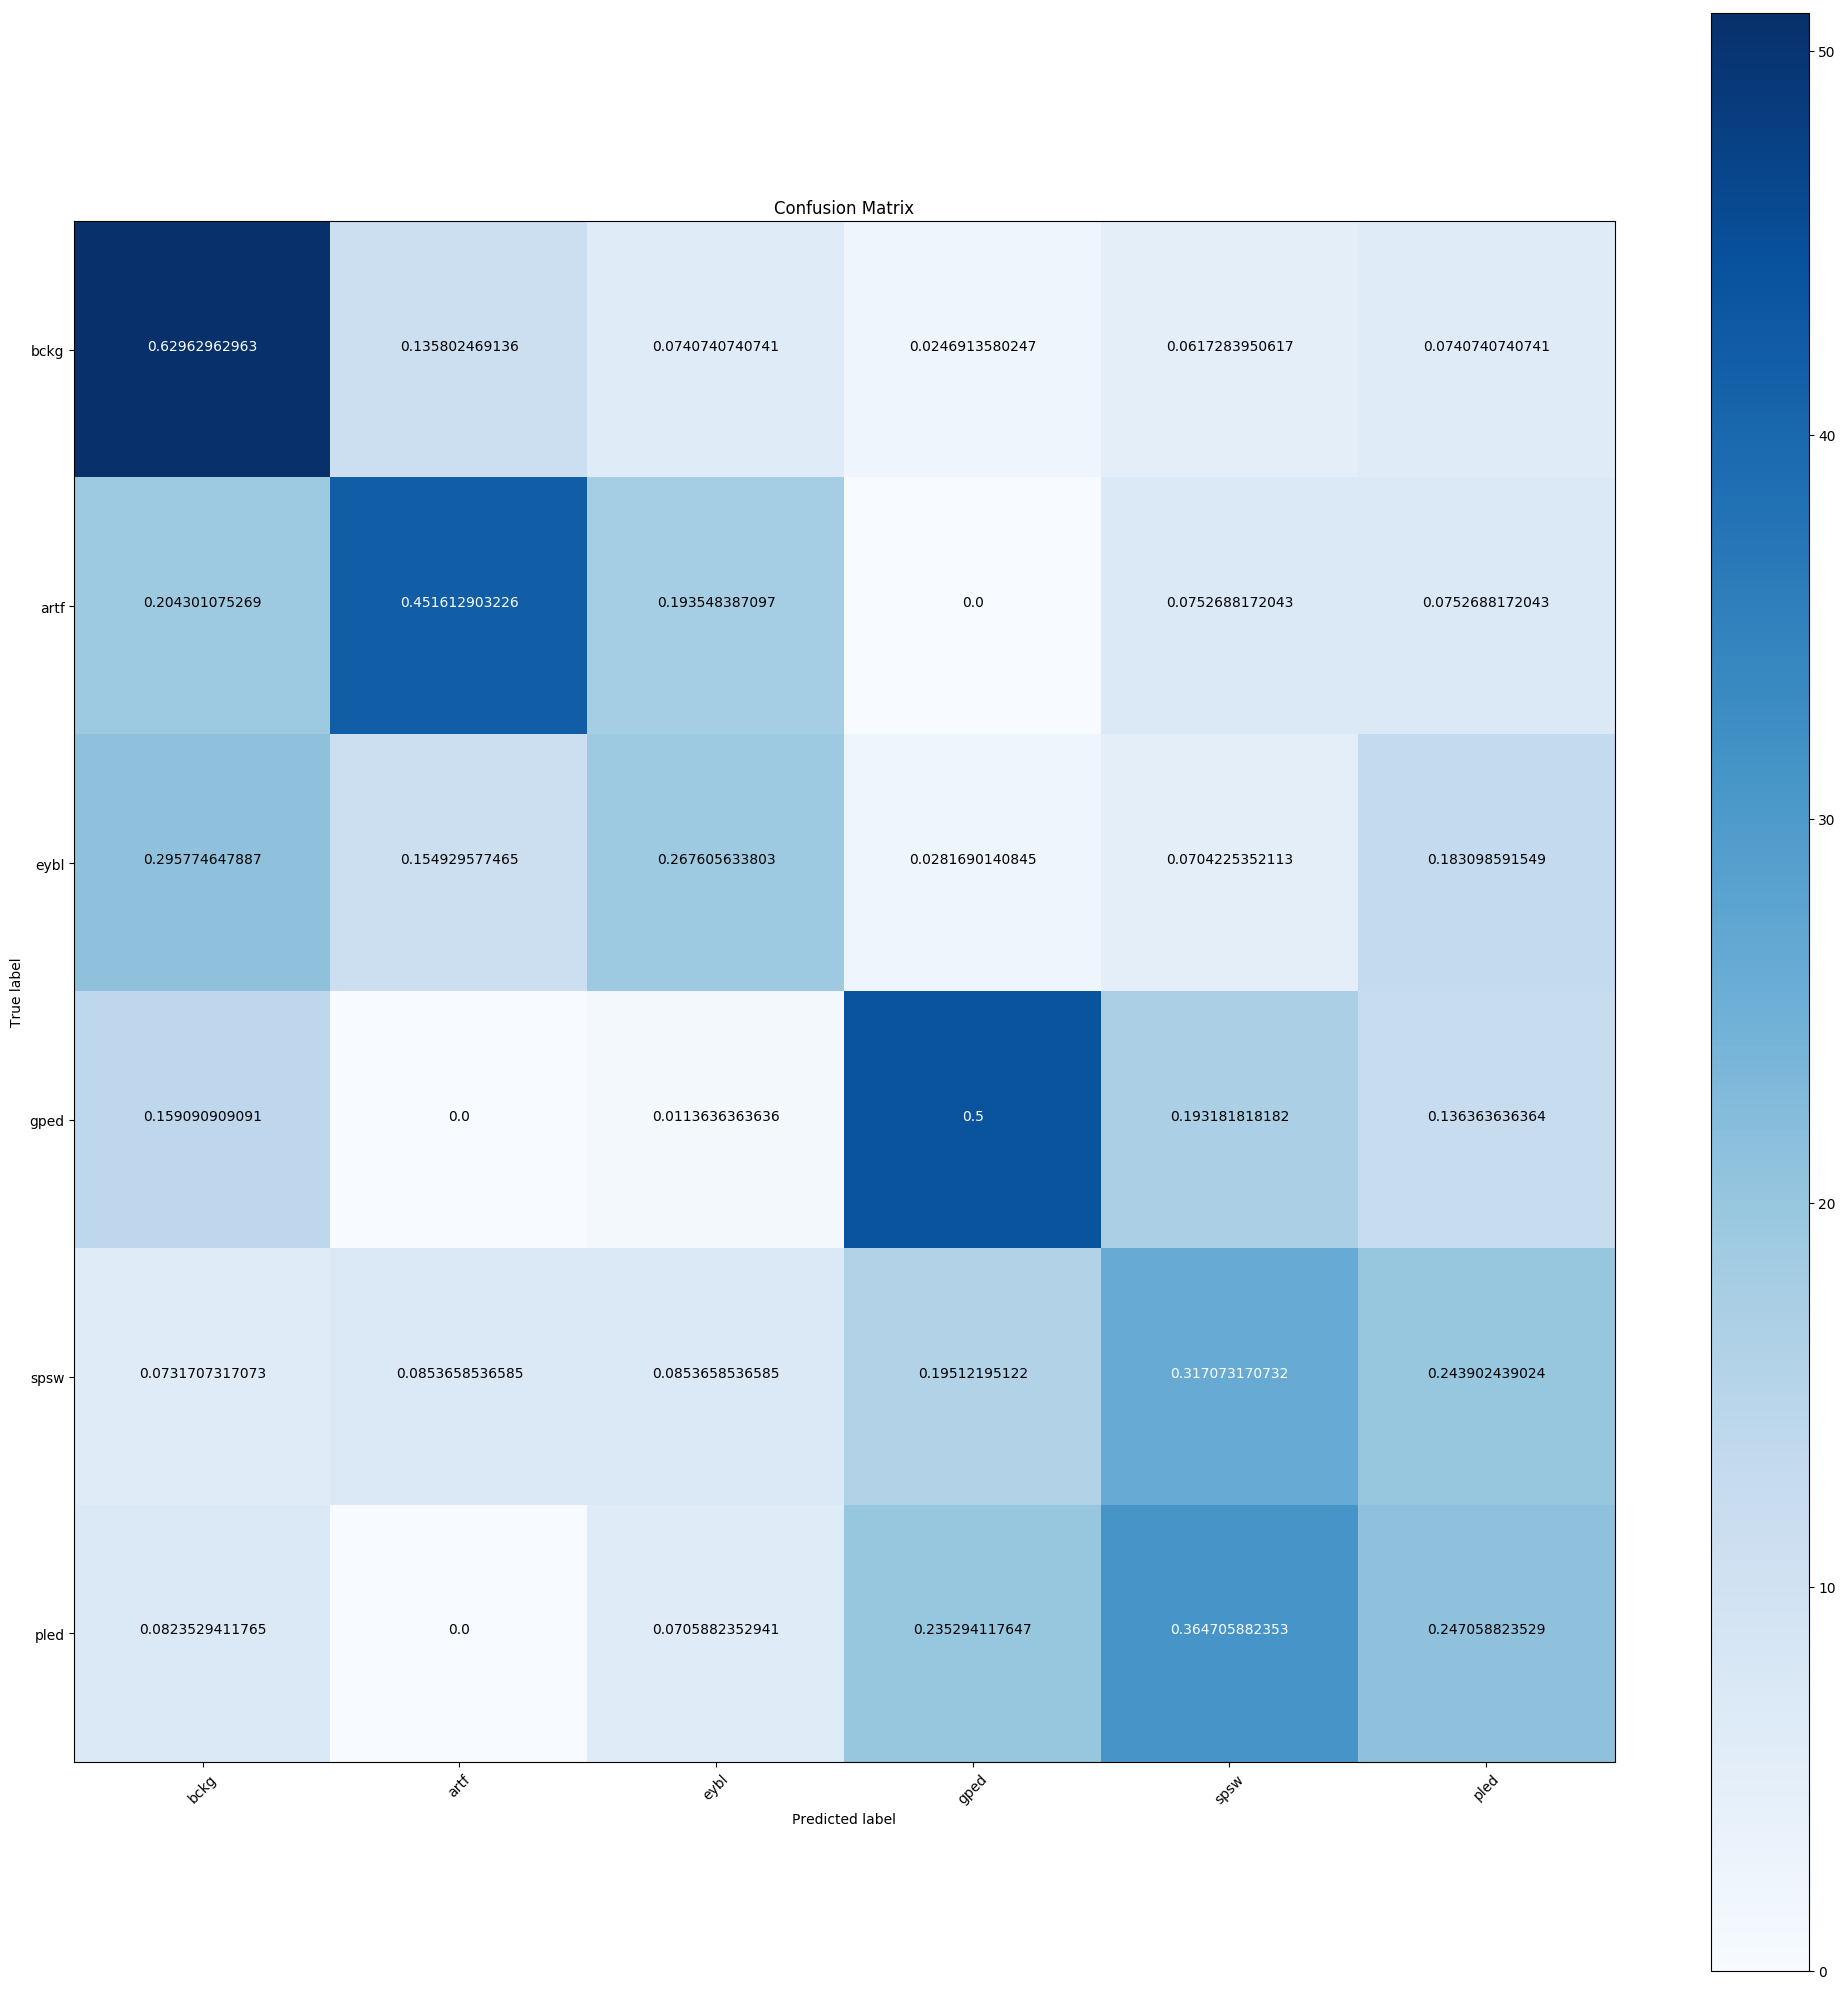 Confusion Matrix
bckg 0.62962962963 0.135802469136 0.0740740740741 0.0246913580247 0.0617283950617 0.0740740740741
artf 0.204301075269 0.451612903226 0.193548387097 0.0 0.0752688172043 0.0752688172043
eybl 0.295774647887 0.154929577465 0.267605633803 0.0281690140845 0.0704225352113 0.183098591549
gped 0.159090909091 0.0 0.0113636363636 0.5 0.193181818182 0.136363636364
spsw 0.0731707317073 0.0853658536585 0.0853658536585 0.19512195122 0.317073170732 0.243902439024
pled 0.0823529411765 0.0 0.0705882352941 0.235294117647 0.364705882353 0.247058823529
True label
bckg artf eybl gped spsw pled
Predicted label
50
40
30
20
10
0